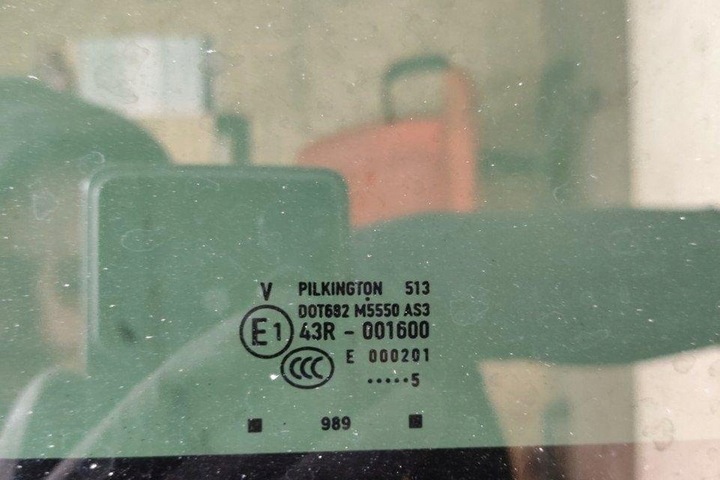 V PILKINGTON 513
DOT682 M5550 AS3
E1 43R - 001600
CCC E 000201
.....5
989